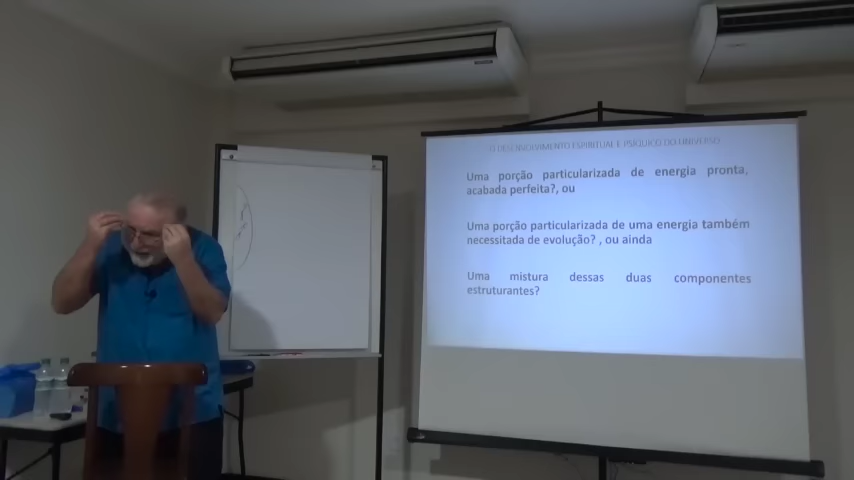 O DESENVOLVIMENTO ESPIRITUAL E PSÍQUICO DO UNIVERSO
Uma porção particularizada de energia pronta,
acabada perfeita?, ou
Uma porção particularizada de uma energia também
necessitada de evolução? , ou ainda
Uma mistura dessas duas componentes
estruturantes?